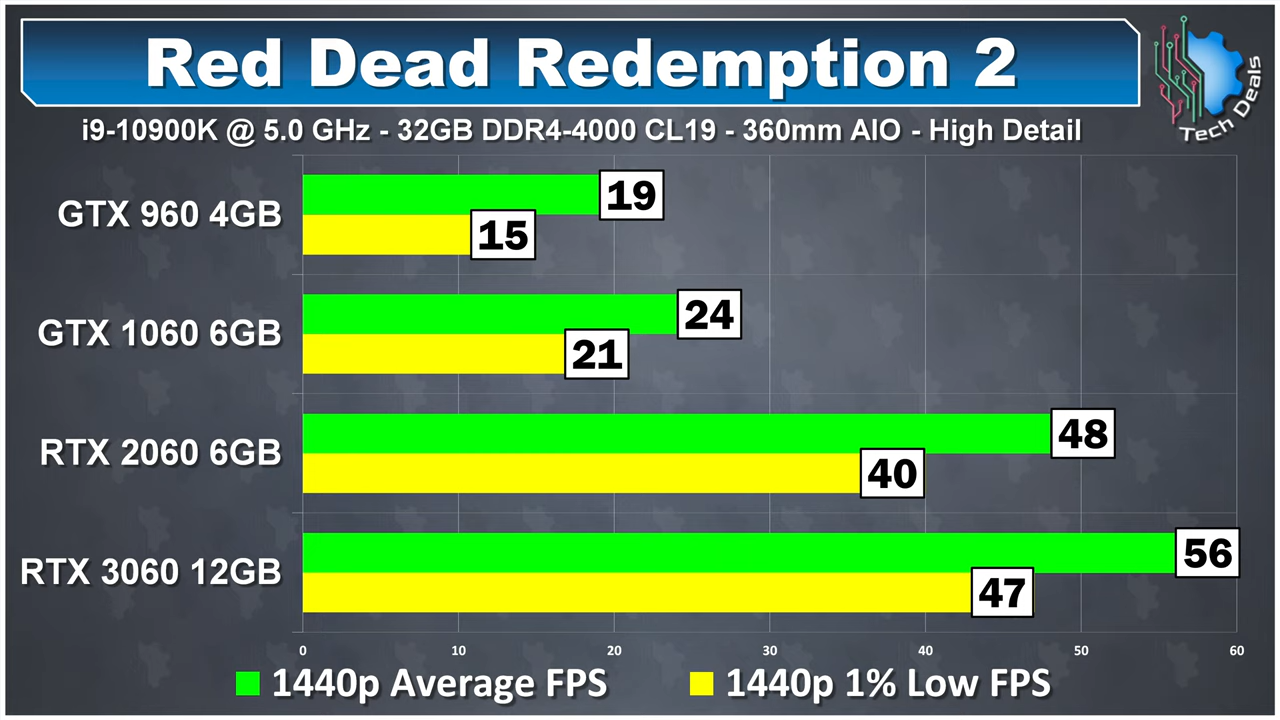 Red Dead Redemption 2
Tech Deals
i9-10900K @ 5.0 GHz - 32GB DDR4-4000 CL19 - 360mm AIO - High Detail
GTX 960 4GB
19
15
GTX 1060 6GB
24
21
RTX 2060 6GB
48
40
RTX 3060 12GB
56
47
0 10 20 30 40 50 60
1440p Average FPS 1440p 1% Low FPS